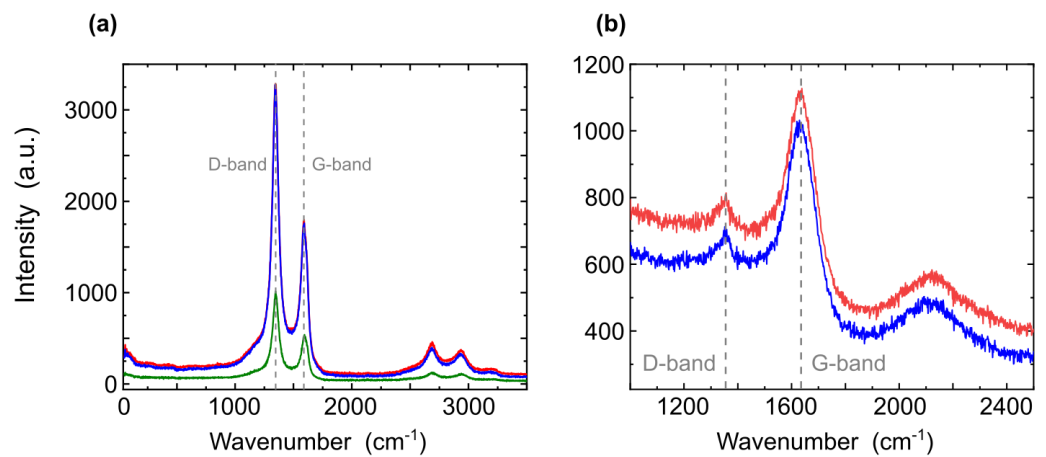 (a)
(b)
Intensity (a.u.)
3000
2000
1000
0
D-band
G-band
0
1000
2000
3000
Wavenumber (cm⁻¹)
1200
1000
800
600
400
D-band
G-band
1200
1600
2000
2400
Wavenumber (cm⁻¹)